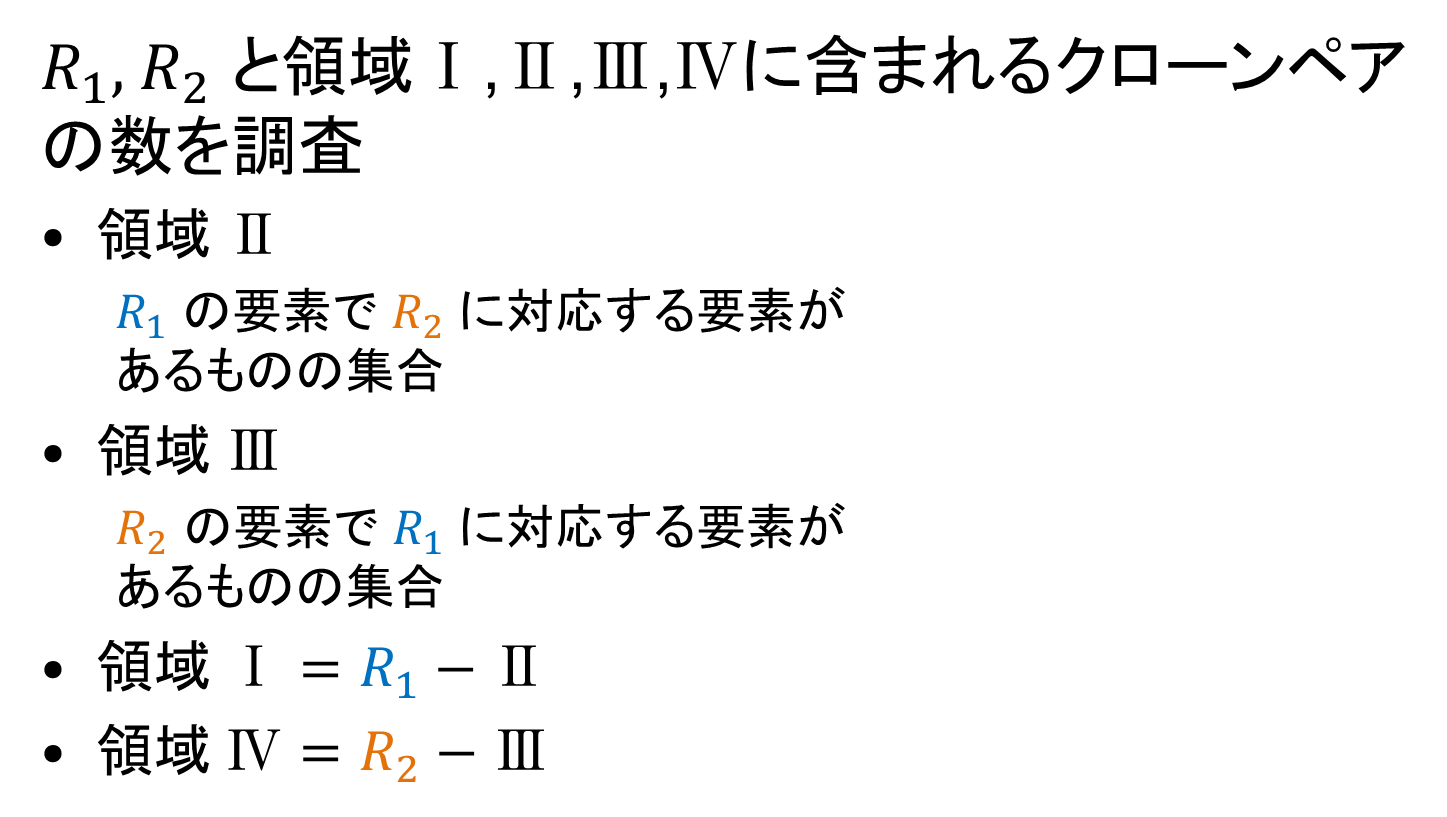 R₁, R₂ と領域 Ⅰ , Ⅱ ,Ⅲ,Ⅳに含まれるクローンペア
の数を調査
• 領域 Ⅱ
R₁ の要素で R₂ に対応する要素が
あるものの集合
• 領域 Ⅲ
R₂ の要素で R₁ に対応する要素が
あるものの集合
• 領域 Ⅰ = R₁ − Ⅱ
• 領域 Ⅳ = R₂ − Ⅲ